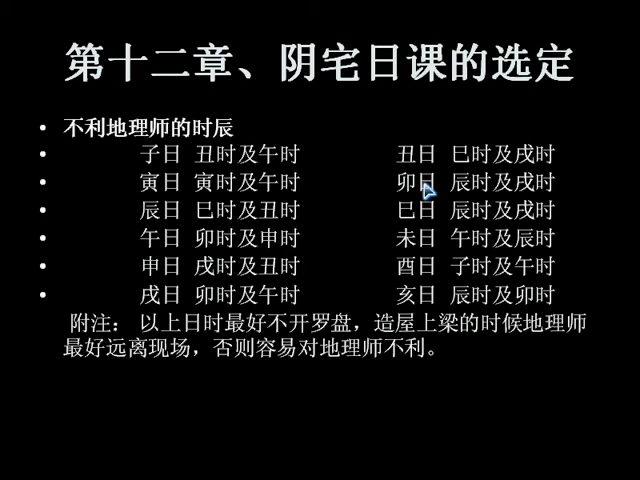 第十二章、阴宅日课的选定
不利地理师的时辰
子日 丑时及午时 丑日 巳时及戌时
寅日 寅时及午时 卯日 辰时及戌时
辰日 巳时及丑时 巳日 辰时及戌时
午日 卯时及申时 未日 午时及辰时
申日 戌时及丑时 酉日 子时及午时
戌日 卯时及午时 亥日 辰时及卯时
附注： 以上日时最好不开罗盘，造屋上梁的时候地理师
最好远离现场，否则容易对地理师不利。